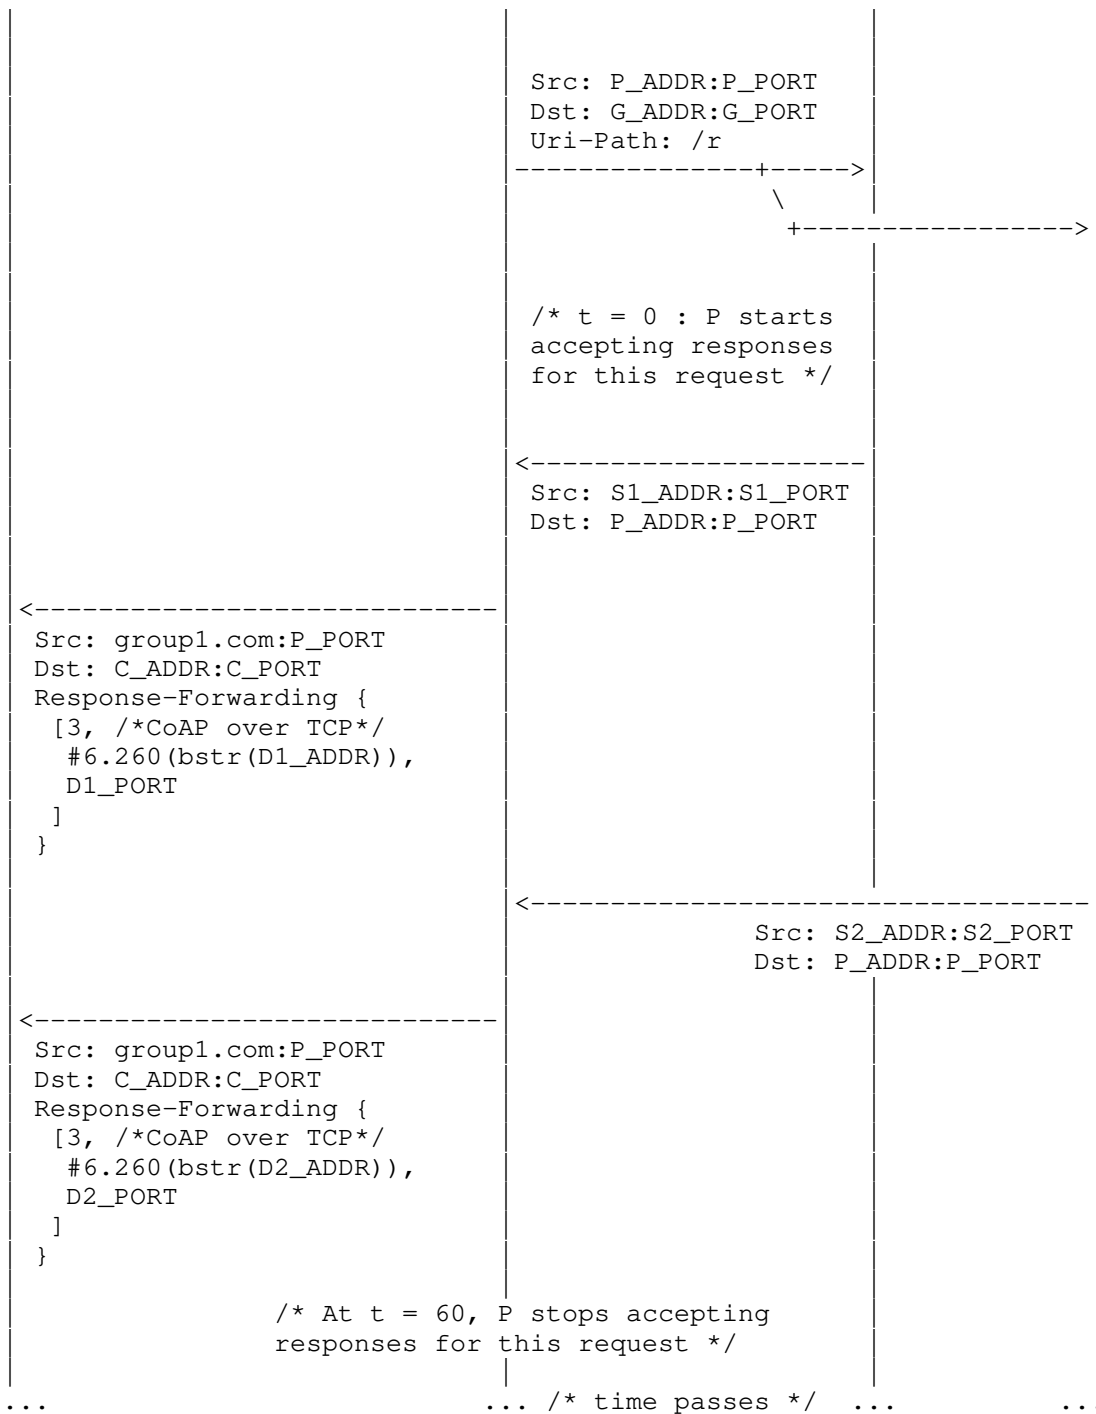 Src: P_ADDR:P_PORT
Dst: G_ADDR:G_PORT
Uri-Path: /r
/* t = 0 : P starts
accepting responses
for this request */
Src: S1_ADDR:S1_PORT
Dst: P_ADDR:P_PORT
Src: group1.com:P_PORT
Dst: C_ADDR:C_PORT
Response-Forwarding {
[3, /*CoAP over TCP*/
#6.260(bstr(D1_ADDR)),
D1_PORT
]
}
Src: S2_ADDR:S2_PORT
Dst: P_ADDR:P_PORT
Src: group1.com:P_PORT
Dst: C_ADDR:C_PORT
Response-Forwarding {
[3, /*CoAP over TCP*/
#6.260(bstr(D2_ADDR)),
D2_PORT
]
}
/* At t = 60, P stops accepting
responses for this request */
... ... /* time passes */ ... ..